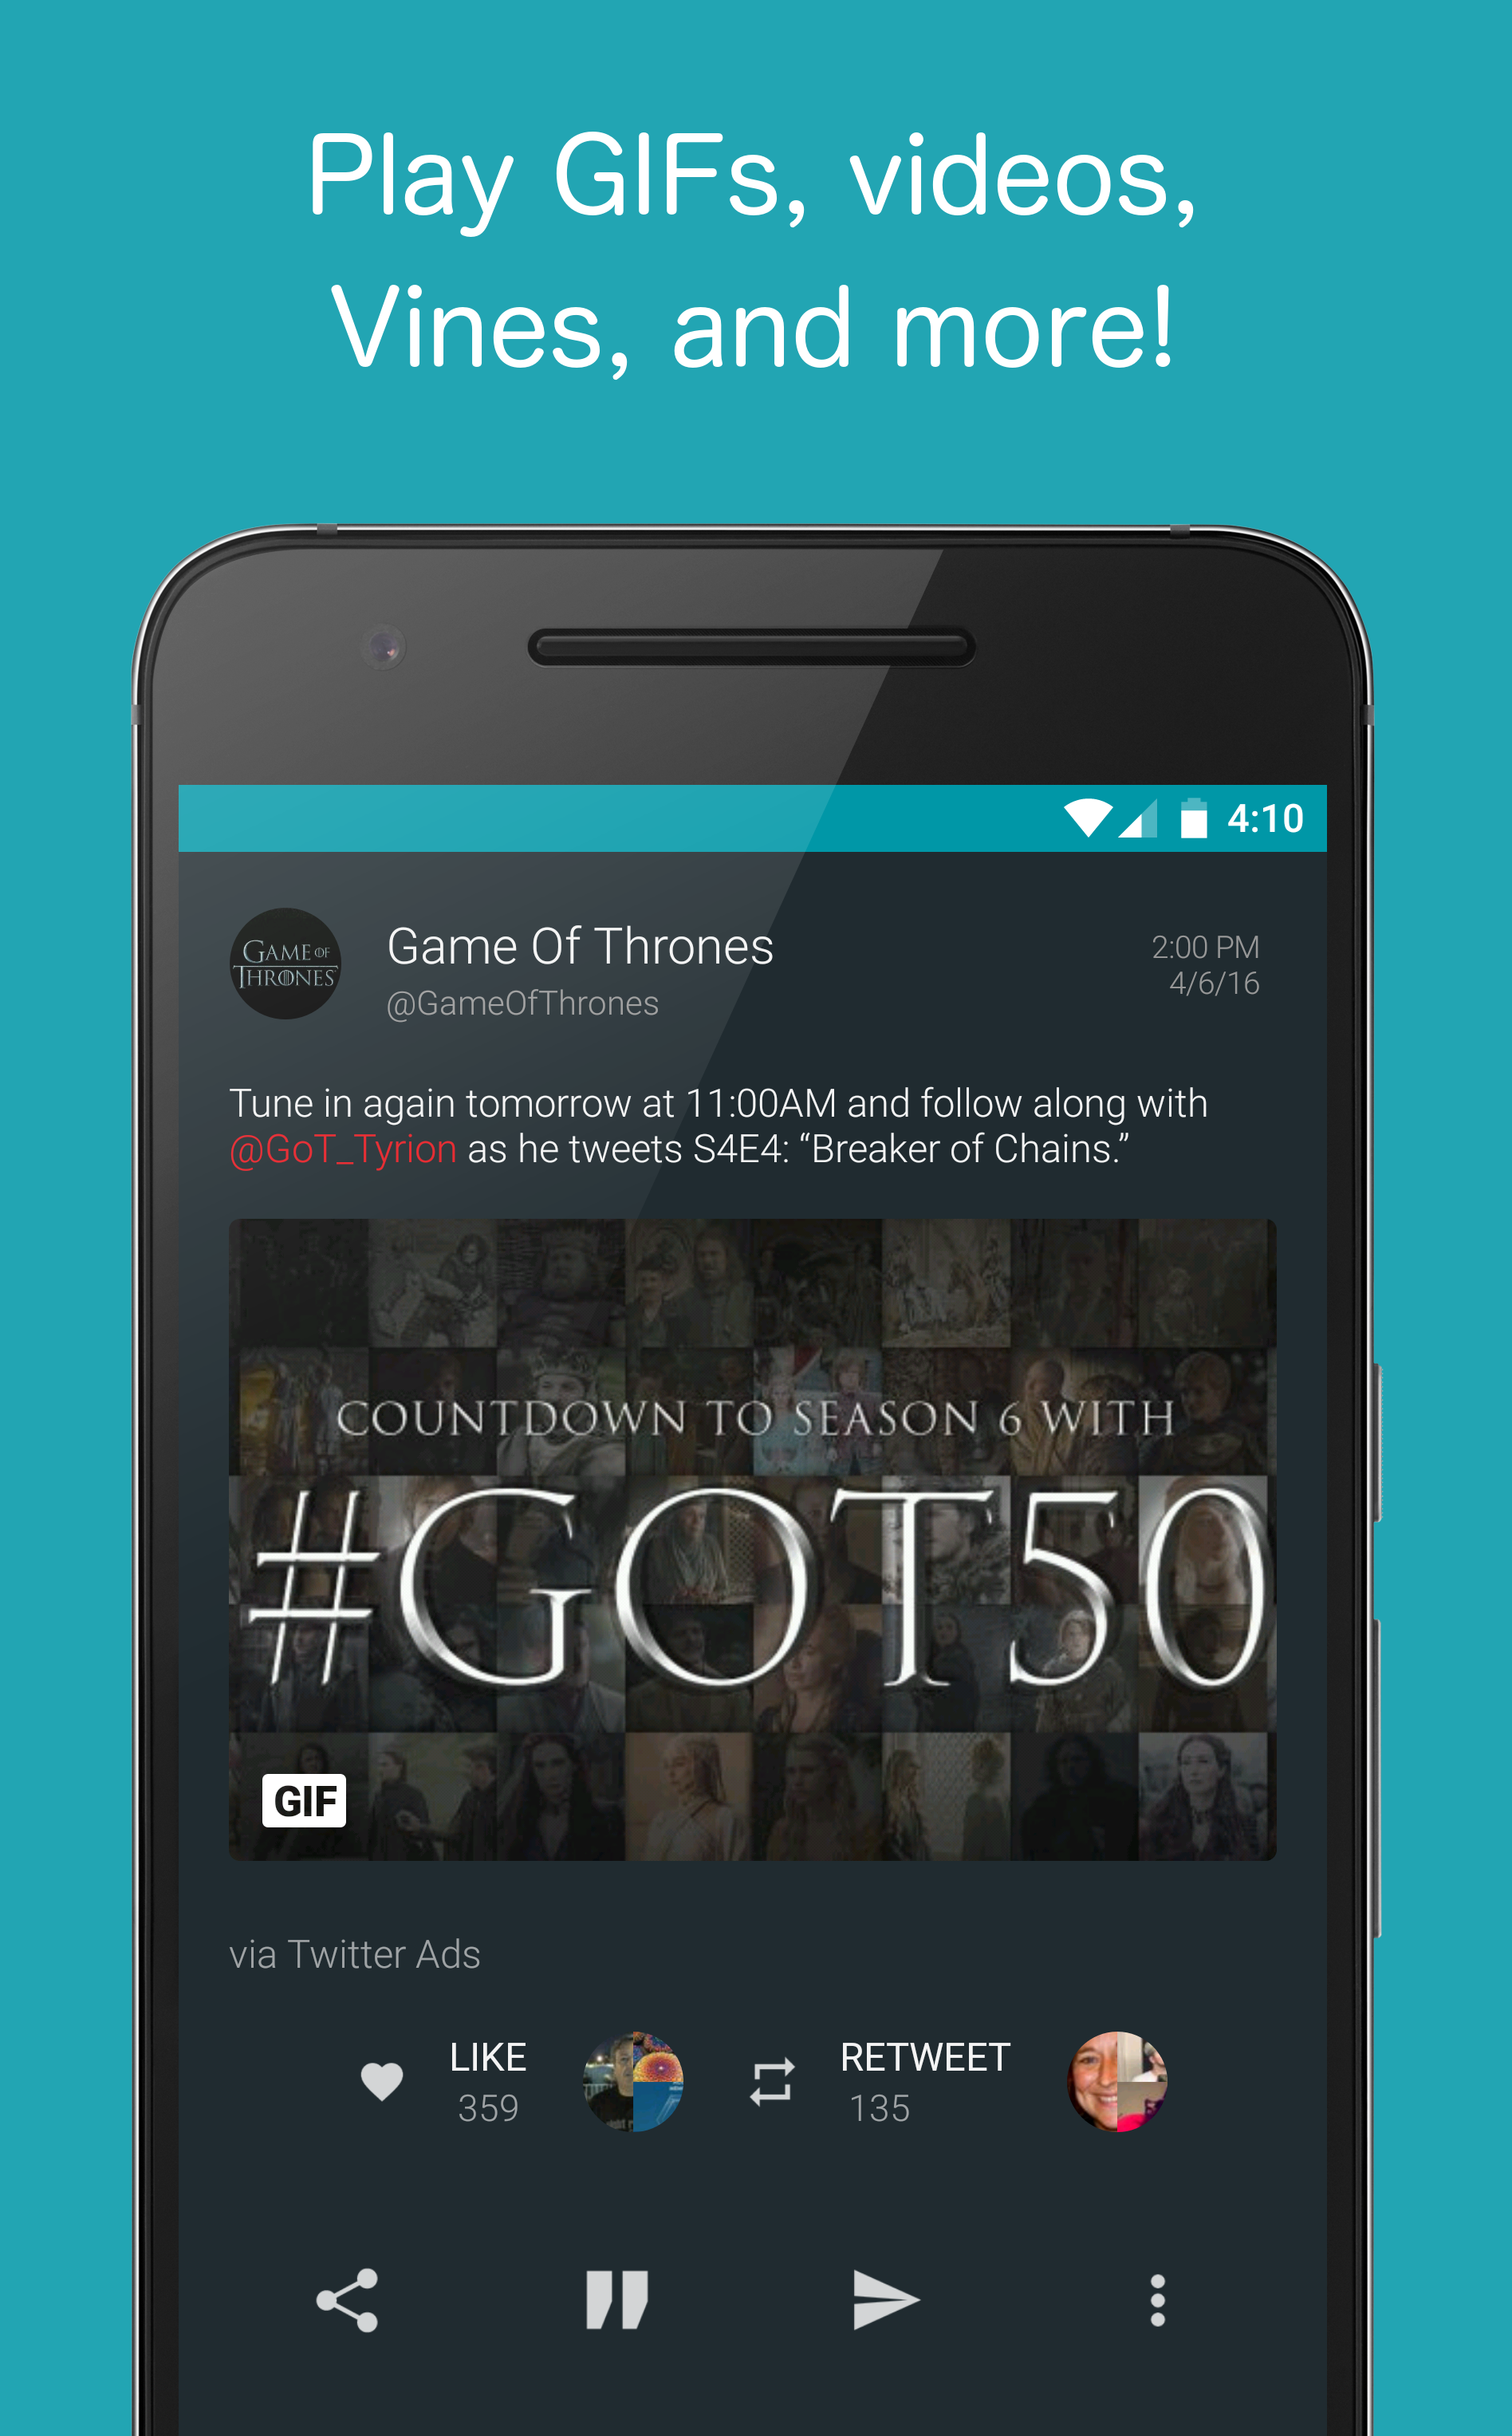 Play GIFs, videos,
Vines, and more!
4:10
GAME OF
THRONES
Game Of Thrones
@GameOfThrones
2:00 PM
4/6/16
Tune in again tomorrow at 11:00AM and follow along with
@GoT_Tyrion as he tweets S4E4: “Breaker of Chains.”
COUNTDOWN TO SEASON 6 WITH
#GOT50
GIF
via Twitter Ads
LIKE
359
RETWEET
135